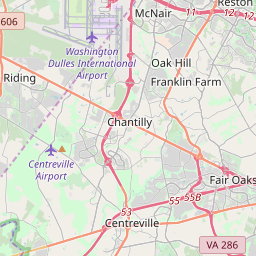 McNair
Reston
606
11
12
12
Washington
Dulles International
Airport
Oak Hill
Riding
Franklin Farm
Chantilly
Centreville
Airport
Fair Oaks
55
55B
53
Centreville
VA 286